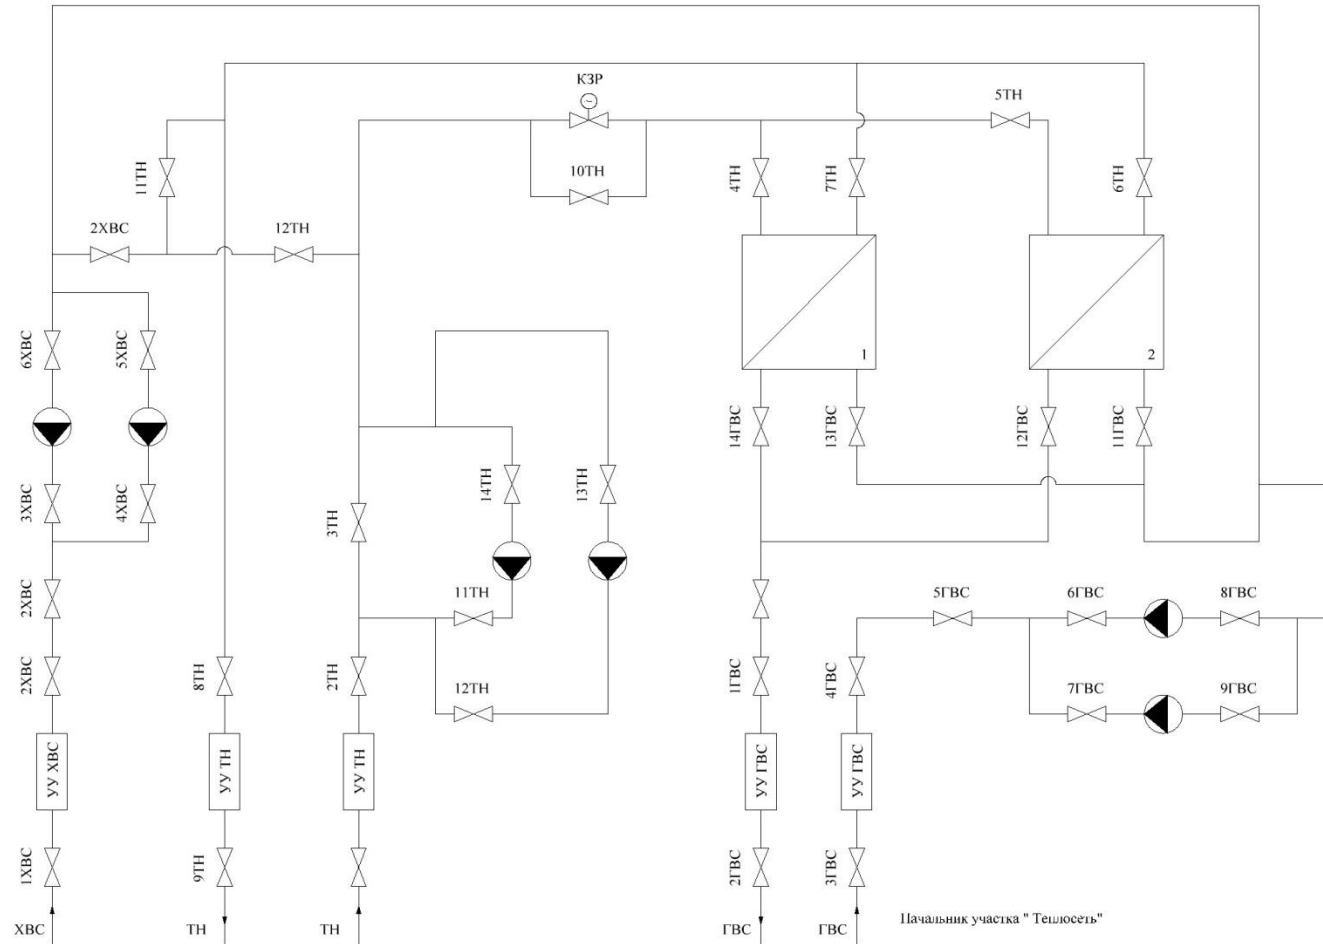 КЗР
5ТН
10ТН
11ТН
4ТН
7ТН
6ТН
2ХВС
12ТН
6ХВС
5ХВС
1
2
14ГВС
13ГВС
12ГВС
11ГВС
3ХВС
4ХВС
3ТН
14ТН
13ТН
2ХВС
11ТН
5ГВС
6ГВС
8ГВС
2ХВС
8ТН
2ТН
12ТН
1ГВС
4ГВС
7ГВС
9ГВС
УУ ХВС
УУ ТН
УУ ТН
УУ ГВС
УУ ГВС
1ХВС
9ТН
2ГВС
3ГВС
Начальник участка " Теплосеть"
ХВС
ТН
ТН
ГВС
ГВС